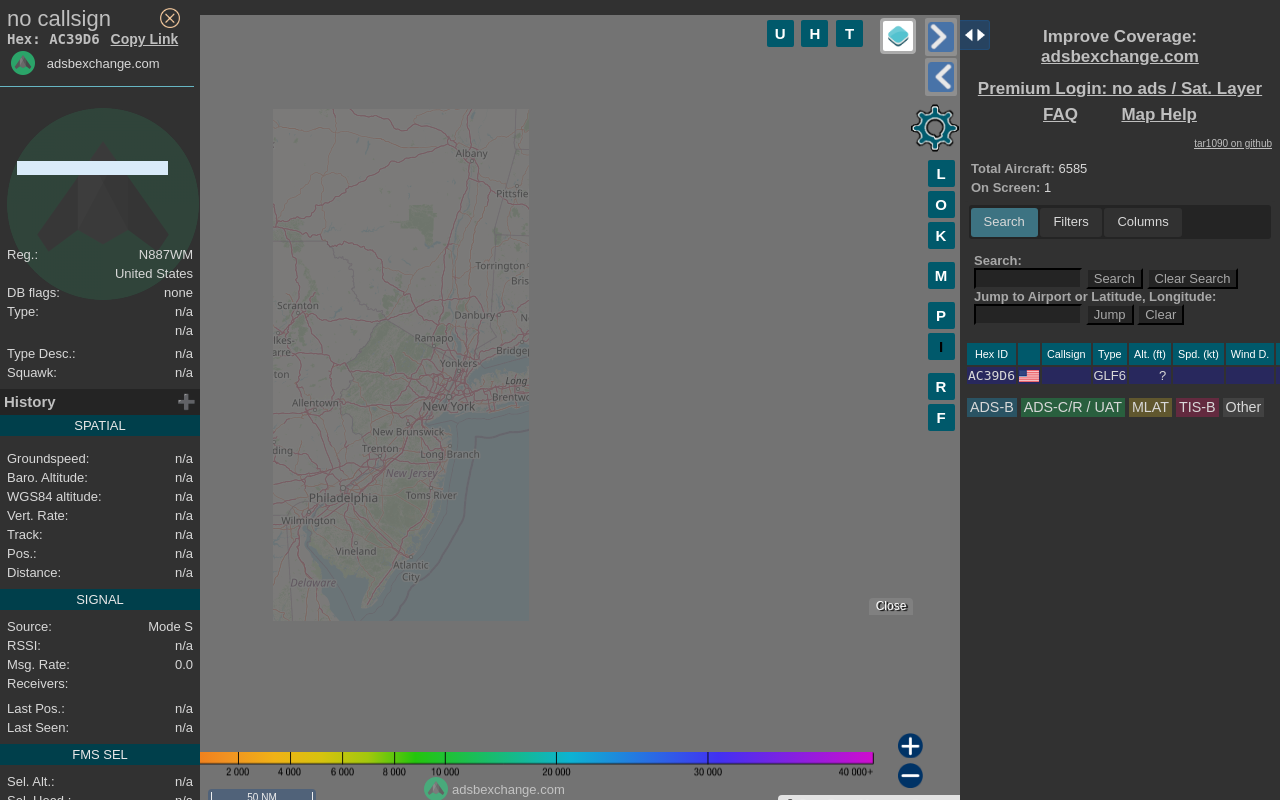 no callsign
Hex: AC39D6 Copy Link
adsbexchange.com
Reg.: N887WM
United States
DB flags: none
Type: n/a
n/a
Type Desc.: n/a
Squawk: n/a
History
SPATIAL
Groundspeed: n/a
Baro. Altitude: n/a
WGS84 altitude: n/a
Vert. Rate: n/a
Track: n/a
Pos.: n/a
Distance: n/a
SIGNAL
Source: Mode S
RSSI: n/a
Msg. Rate: 0.0
Receivers:
Last Pos.: n/a
Last Seen: n/a
FMS SEL
Sel. Alt.: n/a
U H T
L
O
K
M
P
I
R
F
Albany
Pittsfie
Torrington
Bris
Scranton
Danbury
N
lkes
arre
Ramapo
Bridgep
Yonkers
ton
Long
Allentown
Brentwo
New York
New Brunswick
ding
Trenton
Long Branch
New Jersey
Philadelphia
Toms River
Wilmington
Vineland
Atlantic
City
Delaware
Close
2 000 4 000 6 000 8 000 10 000 20 000 30 000 40 000+
adsbexchange.com
50 NM
Improve Coverage:
adsbexchange.com
Premium Login: no ads / Sat. Layer
FAQ Map Help
tar1090 on github
Total Aircraft: 6585
On Screen: 1
Search Filters Columns
Search:
Search Clear Search
Jump to Airport or Latitude, Longitude:
Jump Clear
Hex ID Callsign Type Alt. (ft) Spd. (kt) Wind D.
AC39D6 GLF6 ?
ADS-B ADS-C/R / UAT MLAT TIS-B Other